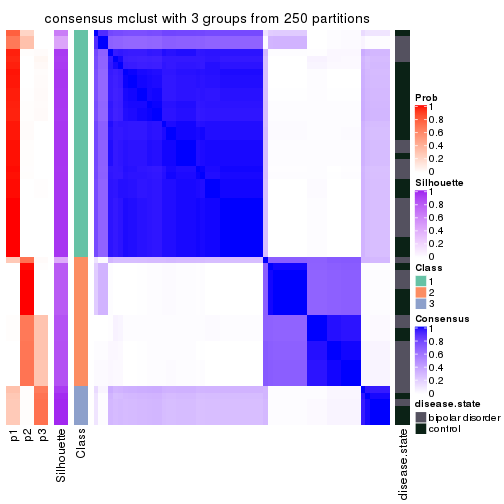 consensus mclust with 3 groups from 250 partitions
Prob
1
0.8
0.6
0.4
0.2
0
Silhouette
1
0.8
0.6
0.4
0.2
0
Class
1
2
3
Consensus
1
0.8
0.6
0.4
0.2
0
disease.state
bipolar disorder
control
p1
p2
p3
Silhouette
Class
disease.state